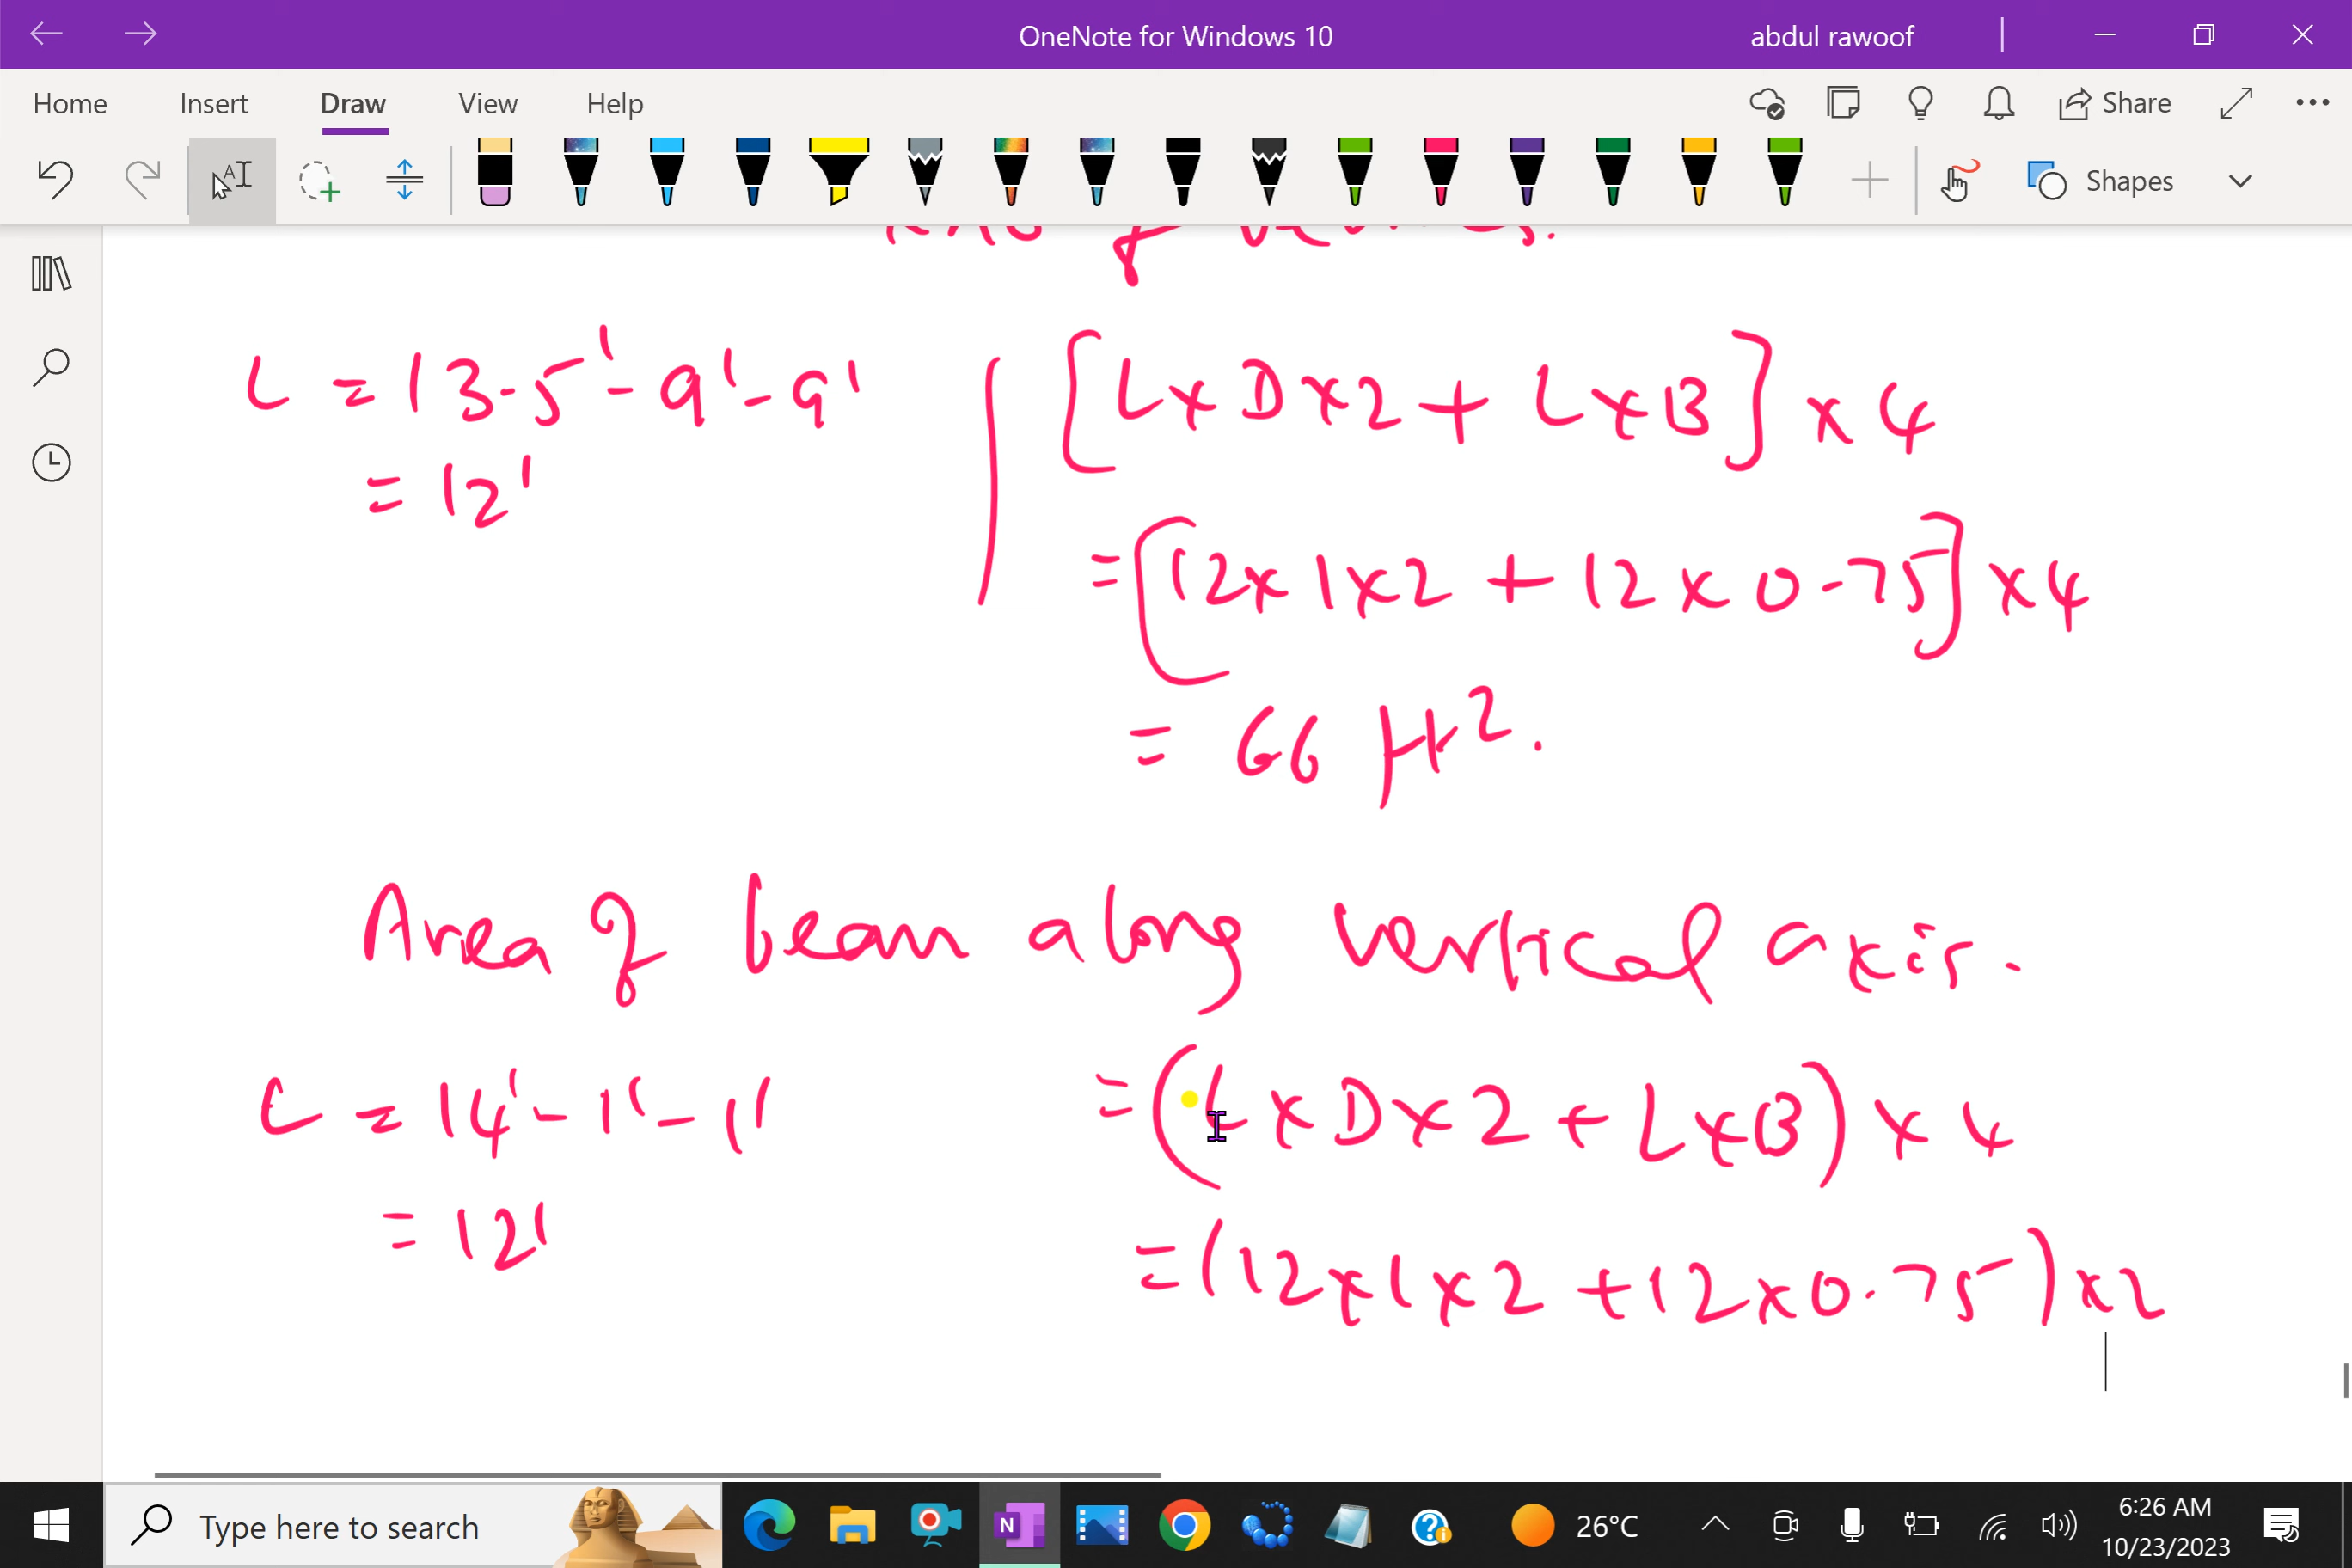 OneNote for Windows 10
abdul rawoof
Home Insert Draw View Help
Share
Shapes
L = 13.5' - 9' - 9'
= 12'
[L x D x 2 + L x B] x 4
= [12 x 1 x 2 + 12 x 0.75] x 4
= 66 ft².
Area of beam along vertical axis.
L = 14' - 1' - 1'
= 12'
= (L x D x 2 + L x B) x 4
= (12 x 1 x 2 + 12 x 0.75) x 2
Type here to search
26°C
6:26 AM
10/23/2023